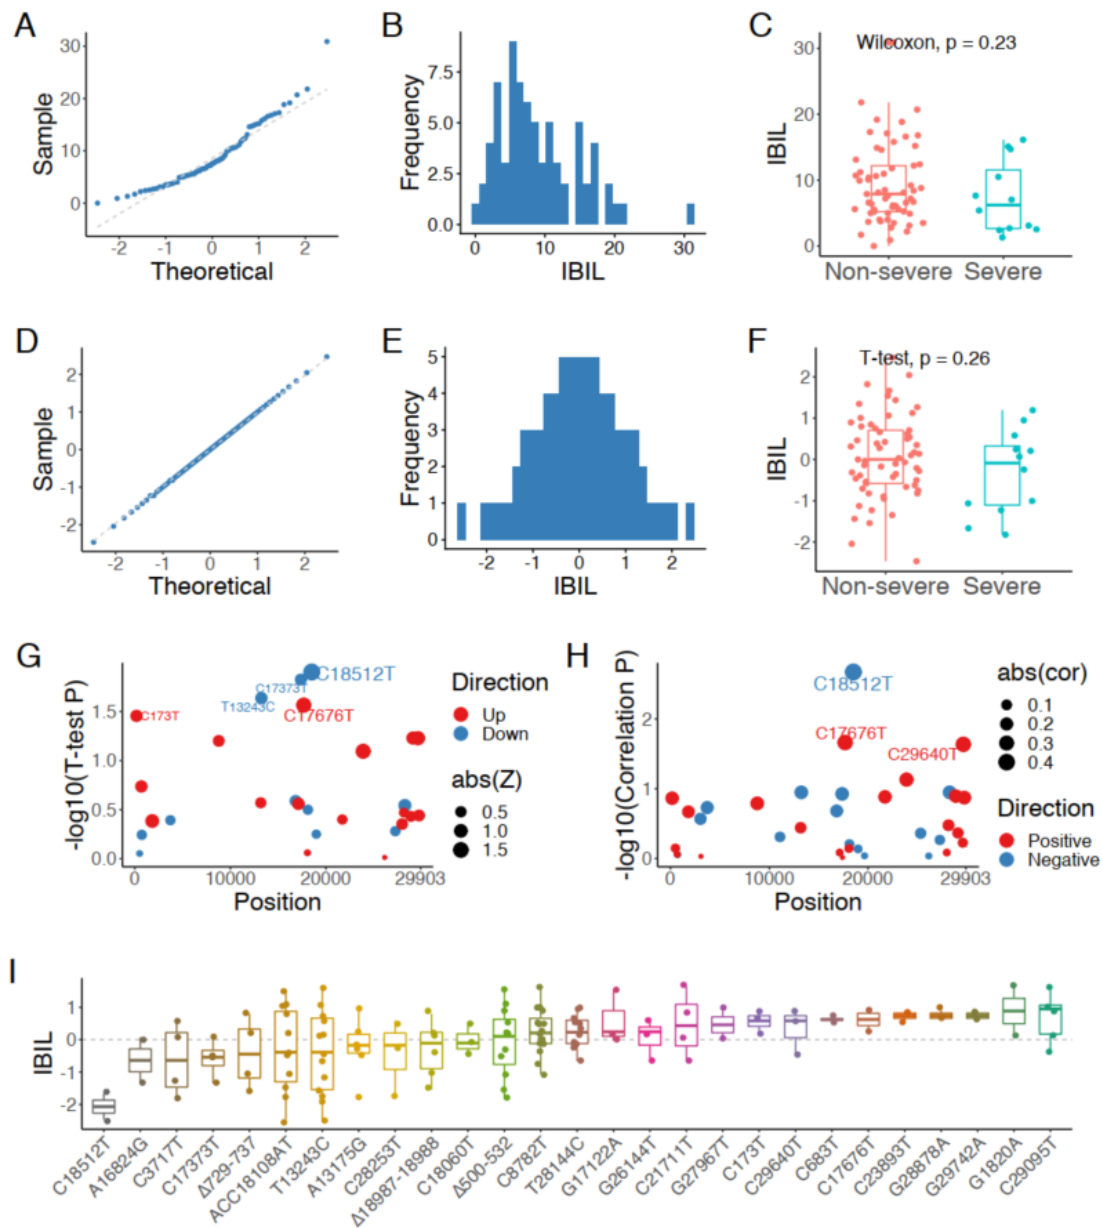 A
Sample
30
20
10
0
-2
-1
0
1
2
Theoretical
B
Frequency
7.5
5.0
2.5
0.0
0
10
20
30
IBIL
C
Wilcoxon, p = 0.23
IBIL
30
20
10
0
Non-severe
Severe
D
Sample
2
1
0
-1
-2
-2
-1
0
1
2
Theoretical
E
Frequency
5
4
3
2
1
0
-2
-1
0
1
2
IBIL
F
T-test, p = 0.26
IBIL
2
1
0
-1
-2
Non-severe
Severe
G
-log10(T-test P)
1.5
1.0
0.5
0.0
C18512T
C17373T
T13243C
C17676T
C173T
0
10000
20000
29903
Position
Direction
Up
Down
abs(Z)
0.5
1.0
1.5
H
-log10(Correlation P)
2
1
0
C18512T
C17676T
C29640T
0
10000
20000
29903
Position
abs(cor)
0.1
0.2
0.3
0.4
Direction
Positive
Negative
I
IBIL
1
0
-1
-2
C18512T
A16824G
C3717T
C17373T
Δ729-737
ACC18108AT
T13243C
A13175G
C28253T
Δ18987-18988
C18060T
Δ500-532
C8782T
T28144C
G17122A
G26144T
C21711T
G27967T
C173T
C29640T
C683T
C17676T
C23893T
G28878A
G29742A
G1820A
C29095T